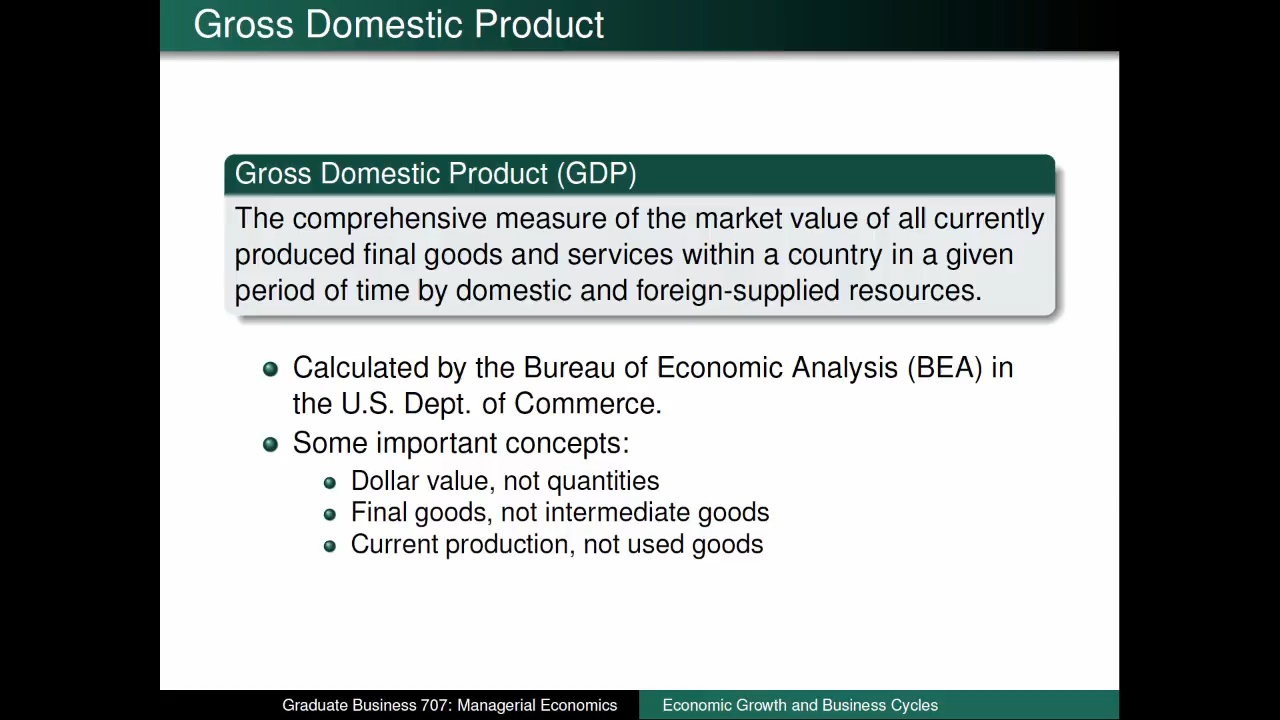 Gross Domestic Product
Gross Domestic Product (GDP)
The comprehensive measure of the market value of all currently
produced final goods and services within a country in a given
period of time by domestic and foreign-supplied resources.
Calculated by the Bureau of Economic Analysis (BEA) in
the U.S. Dept. of Commerce.
Some important concepts:
Dollar value, not quantities
Final goods, not intermediate goods
Current production, not used goods
Graduate Business 707: Managerial Economics
Economic Growth and Business Cycles